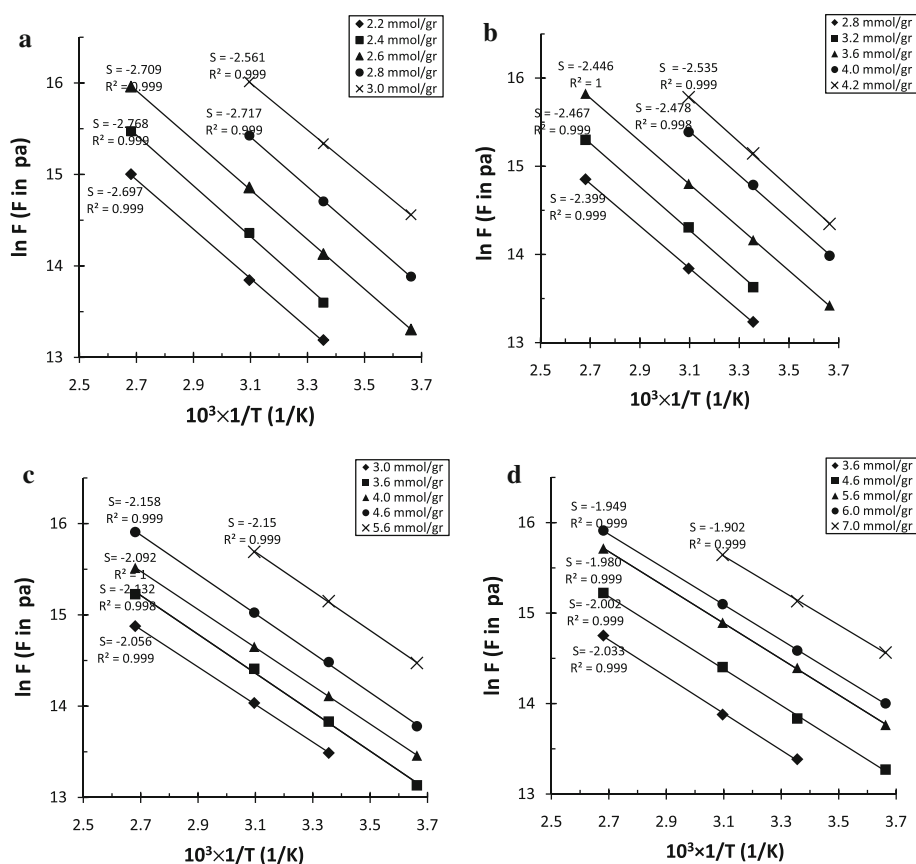 a
2.2 mmol/gr
2.4 mmol/gr
2.6 mmol/gr
2.8 mmol/gr
3.0 mmol/gr
S = -2.561
R² = 0.999
S = -2.709
R² = 0.999
S = -2.717
R² = 0.999
S = -2.768
R² = 0.999
S = -2.697
R² = 0.999
16
15
14
13
ln F (F in pa)
2.5 2.7 2.9 3.1 3.3 3.5 3.7
10³×1/T (1/K)
b
2.8 mmol/gr
3.2 mmol/gr
3.6 mmol/gr
4.0 mmol/gr
4.2 mmol/gr
S = -2.446
R² = 1
S = -2.535
R² = 0.999
S = -2.478
R² = 0.998
S = -2.467
R² = 0.999
S = -2.399
R² = 0.999
16
15
14
13
ln F (F in pa)
2.5 2.7 2.9 3.1 3.3 3.5 3.7
10³×1/T (1/K)
c
3.0 mmol/gr
3.6 mmol/gr
4.0 mmol/gr
4.6 mmol/gr
5.6 mmol/gr
S= -2.158
R² = 0.999
S = -2.15
R² = 0.999
S= -2.092
R² = 1
S = -2.132
R² = 0.998
S= -2.056
R² = 0.999
16
15
14
13
ln F (F in pa)
2.5 2.7 2.9 3.1 3.3 3.5 3.7
10³×1/T (1/K)
d
3.6 mmol/gr
4.6 mmol/gr
5.6 mmol/gr
6.0 mmol/gr
7.0 mmol/gr
S= -1.949
R² = 0.999
S = -1.902
R² = 0.999
S= -1.980
R² = 0.999
S= -2.002
R² = 0.999
S= -2.033
R² = 0.999
16
15
14
13
ln F (F in pa)
2.5 2.7 2.9 3.1 3.3 3.5 3.7
10³×1/T (1/K)